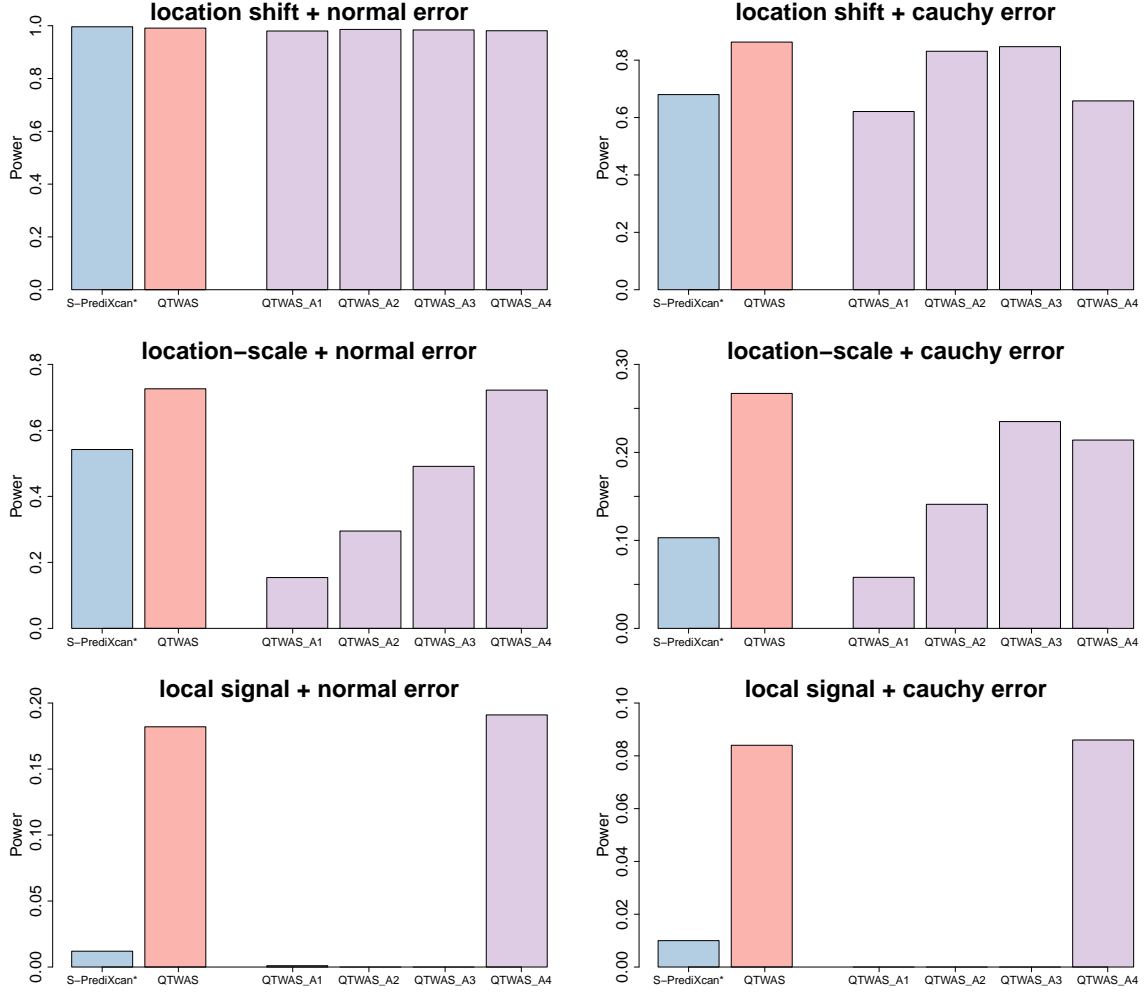 location shift + normal error
Power
0.0 0.2 0.4 0.6 0.8 1.0
S−PrediXcan* QTWAS QTWAS_A1 QTWAS_A2 QTWAS_A3 QTWAS_A4
location shift + cauchy error
Power
0.0 0.2 0.4 0.6 0.8
S−PrediXcan* QTWAS QTWAS_A1 QTWAS_A2 QTWAS_A3 QTWAS_A4
location−scale + normal error
Power
0.0 0.2 0.4 0.6 0.8
S−PrediXcan* QTWAS QTWAS_A1 QTWAS_A2 QTWAS_A3 QTWAS_A4
location−scale + cauchy error
Power
0.00 0.10 0.20 0.30
S−PrediXcan* QTWAS QTWAS_A1 QTWAS_A2 QTWAS_A3 QTWAS_A4
local signal + normal error
Power
0.00 0.05 0.10 0.15 0.20
S−PrediXcan* QTWAS QTWAS_A1 QTWAS_A2 QTWAS_A3 QTWAS_A4
local signal + cauchy error
Power
0.00 0.02 0.04 0.06 0.08 0.10
S−PrediXcan* QTWAS QTWAS_A1 QTWAS_A2 QTWAS_A3 QTWAS_A4